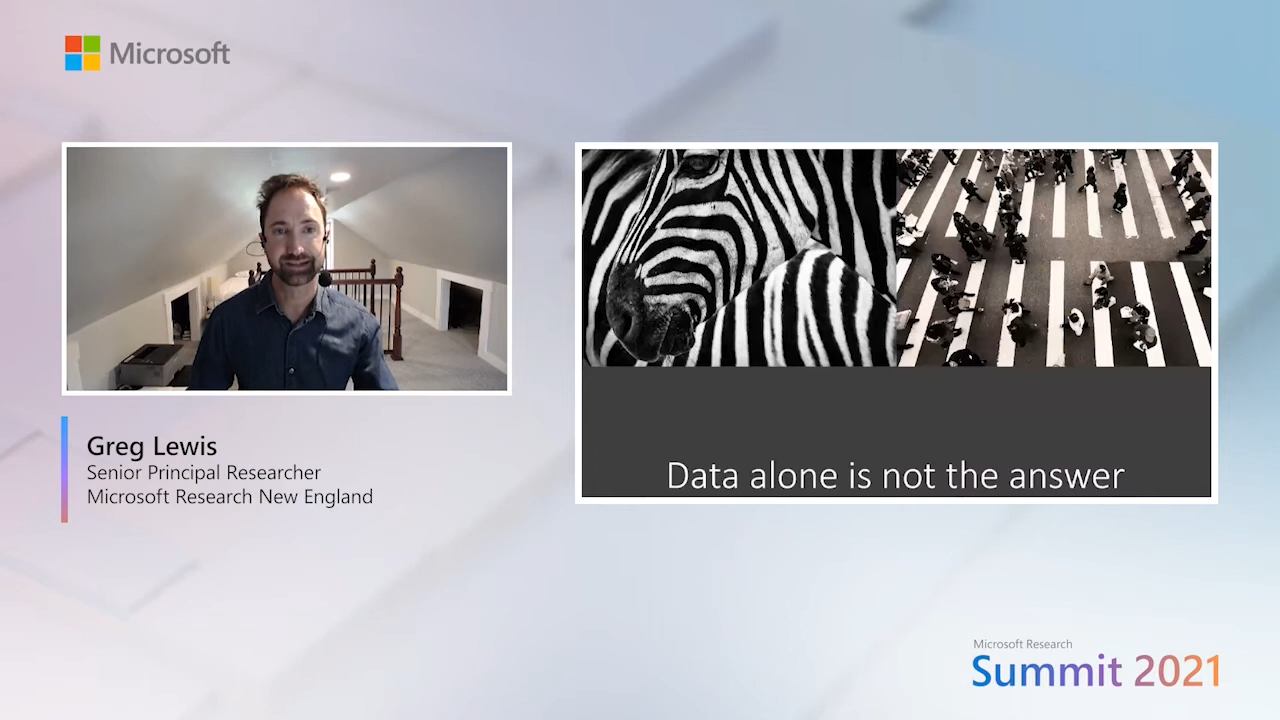 Microsoft
Greg Lewis
Senior Principal Researcher
Microsoft Research New England
Data alone is not the answer
Microsoft Research
Summit 2021